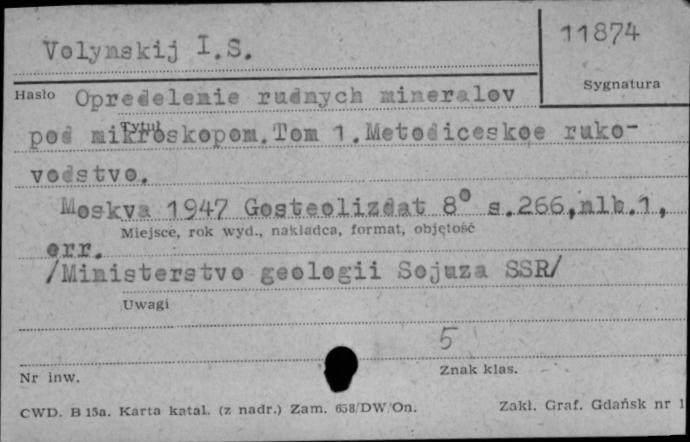 Volynskij I.S.
11874
Sygnatura
Hasło Opredelenie rudnych mineralov
Tytuł
pod mikroskopom.Tom 1.Metodiceskoe ruko-
vodstvo.
Moskva 1947 Gosteolizdat 8° s.266,nlb.1,
Miejsce, rok wyd., nakładca, format, objętość
err.
/Ministerstvo geologii Sojuza SSR/
Uwagi
5
Nr inw.
Znak klas.
CWD. B 15a. Karta katal. (z nadr.) Zam. 658/DW/On.
Zakł. Graf. Gdańsk nr 1